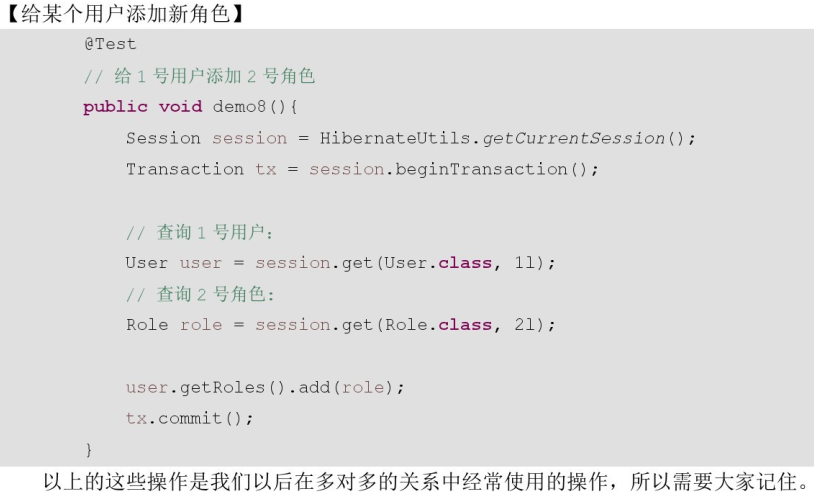 【给某个用户添加新角色】
@Test
// 给 1 号用户添加 2 号角色
public void demo8(){
Session session = HibernateUtils.getCurrentSession();
Transaction tx = session.beginTransaction();
// 查询 1 号用户:
User user = session.get(User.class, 1l);
// 查询 2 号角色:
Role role = session.get(Role.class, 2l);
user.getRoles().add(role);
tx.commit();
}
以上的这些操作是我们以后在多对多的关系中经常使用的操作，所以需要大家记住。